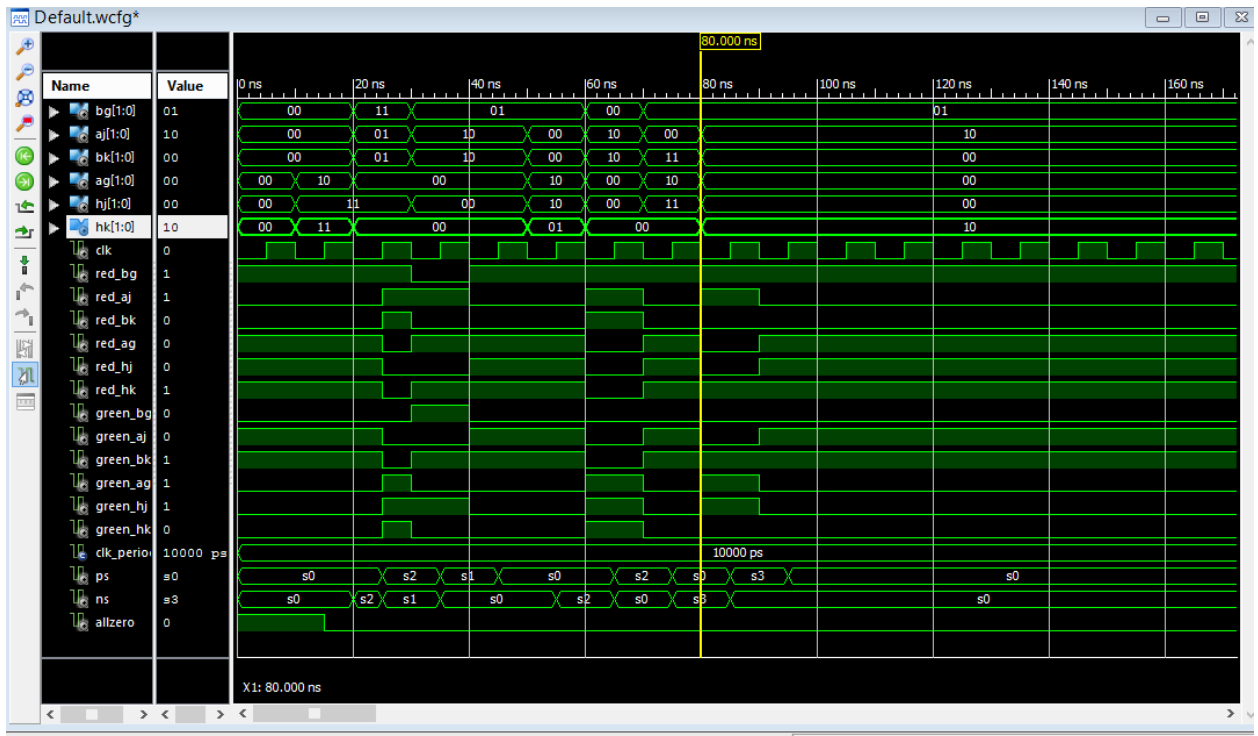 Default.wcfg*
80.000 ns
Name Value 0 ns 20 ns 40 ns 60 ns 80 ns 100 ns 120 ns 140 ns 160 ns
bg[1:0] 01 00 11 01 00 01
aj[1:0] 10 00 01 10 00 10 00 10
bk[1:0] 00 00 01 10 00 10 11 00
ag[1:0] 00 00 10 00 10 00 10 00
hj[1:0] 00 00 11 00 10 00 11 00
hk[1:0] 10 00 11 00 01 00 10
clk 0
red_bg 1
red_aj 1
red_bk 0
red_ag 0
red_hj 0
red_hk 1
green_bg 0
green_aj 0
green_bk 1
green_ag 1
green_hj 1
green_hk 0
clk_perio 10000 ps 10000 ps
ps s0 s0 s2 s1 s0 s2 s0 s3 s0
ns s3 s0 s2 s1 s0 s2 s0 s3 s0
allzero 0
X1: 80.000 ns